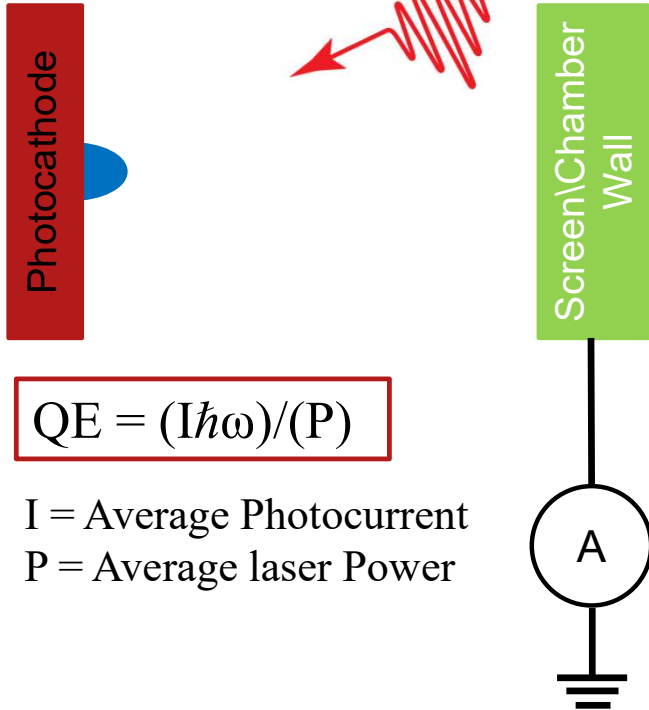 Photocathode
Screen\Chamber
Wall
QE = (Iℏω)/(P)
I = Average Photocurrent
P = Average laser Power
A